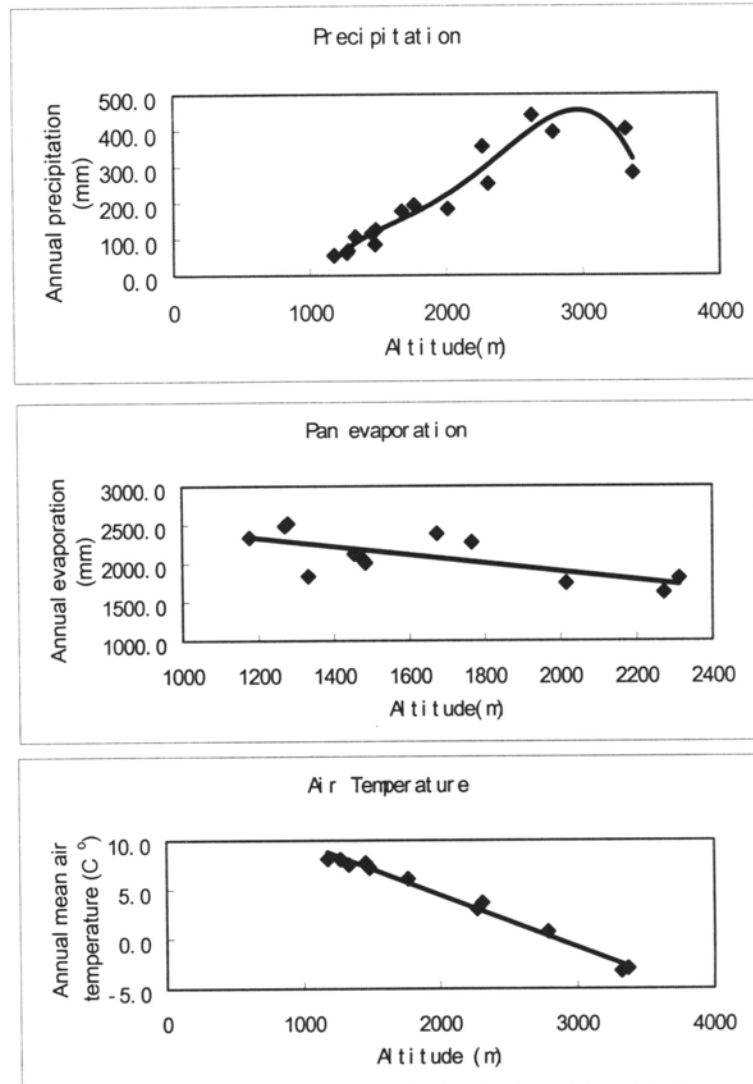 Precipitation
Annual precipitation
(mm)
500.0
400.0
300.0
200.0
100.0
0.0
0 1000 2000 3000 4000
Altitude(m)
Pan evaporation
Annual evaporation
(mm)
3000.0
2500.0
2000.0
1500.0
1000.0
1000 1200 1400 1600 1800 2000 2200 2400
Altitude(m)
Air Temperature
Annual mean air
temperature (C °)
10.0
5.0
0.0
-5.0
0 1000 2000 3000 4000
Altitude (m)